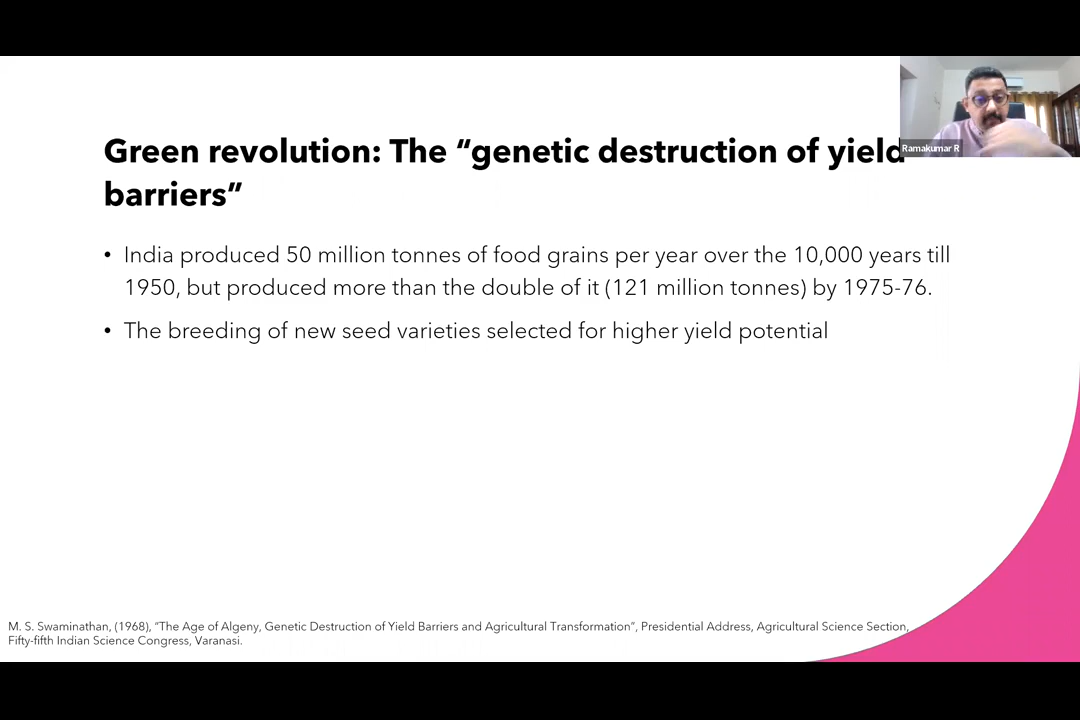 Green revolution: The “genetic destruction of yield
barriers”
Ramakumar R
• India produced 50 million tonnes of food grains per year over the 10,000 years till
1950, but produced more than the double of it (121 million tonnes) by 1975-76.
• The breeding of new seed varieties selected for higher yield potential
M. S. Swaminathan, (1968), “The Age of Algeny, Genetic Destruction of Yield Barriers and Agricultural Transformation”, Presidential Address, Agricultural Science Section,
Fifty-fifth Indian Science Congress, Varanasi.